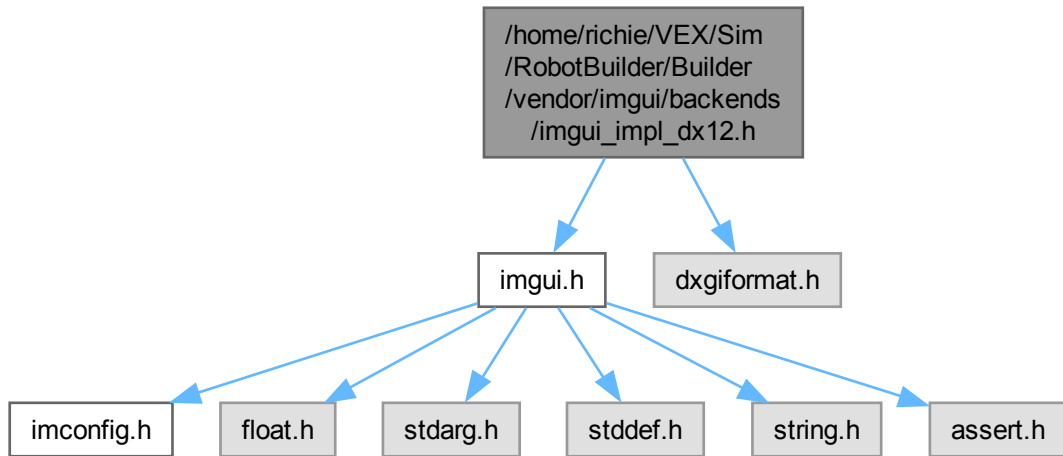 /home/richie/VEX/Sim
/RobotBuilder/Builder
/vendor/imgui/backends
/imgui_impl_dx12.h
imgui.h
dxgiformat.h
imconfig.h
float.h
stdarg.h
stddef.h
string.h
assert.h